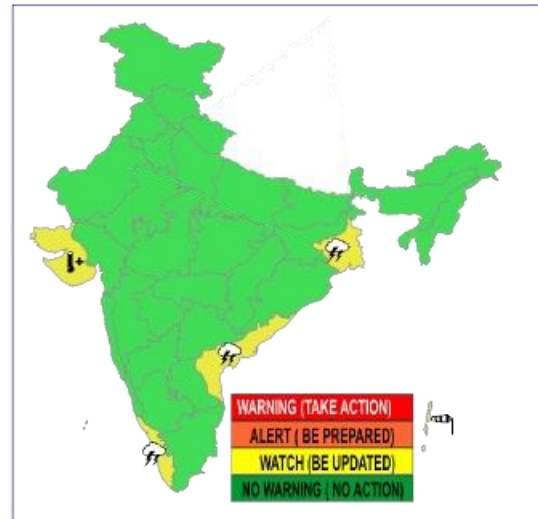 WARNING (TAKE ACTION)
ALERT ( BE PREPARED)
WATCH (BE UPDATED)
NO WARNING ( NO ACTION)